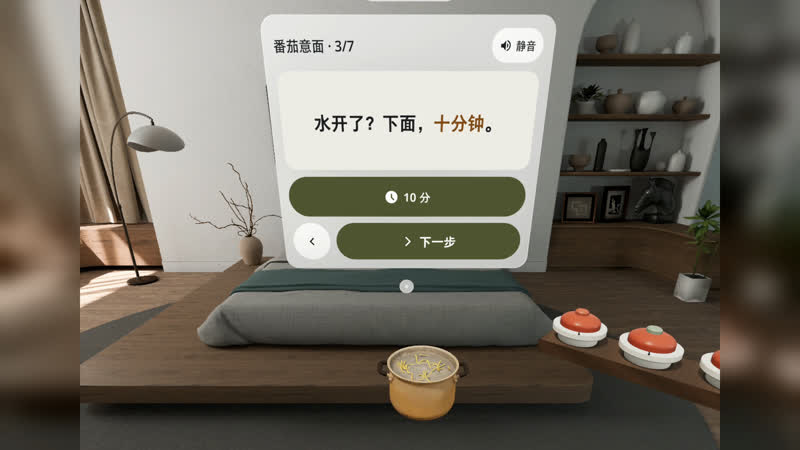 番茄意面 · 3/7
静音
水开了？下面，十分钟。
10 分
下一步